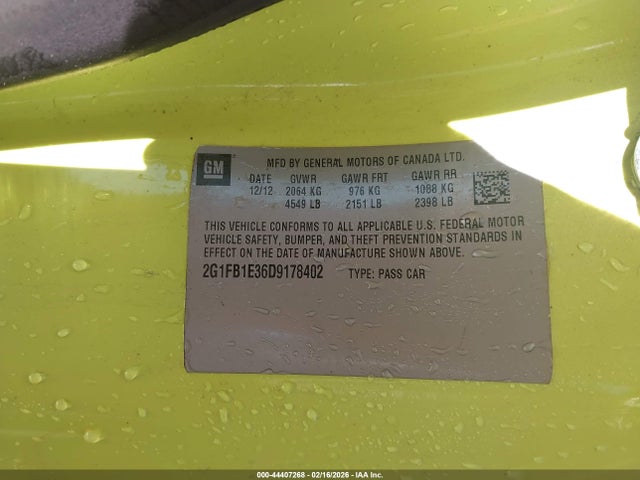 GM
MFD BY GENERAL MOTORS OF CANADA LTD.
DATE GVWR GAWR FRT GAWR RR
12/12 2064 KG 976 KG 1088 KG
4549 LB 2151 LB 2398 LB
THIS VEHICLE CONFORMS TO ALL APPLICABLE U.S. FEDERAL MOTOR
VEHICLE SAFETY, BUMPER, AND THEFT PREVENTION STANDARDS IN
EFFECT ON THE DATE OF MANUFACTURE SHOWN ABOVE.
2G1FB1E36D9178402 TYPE: PASS CAR
000-44407268 - 02/16/2026 - IAA Inc.